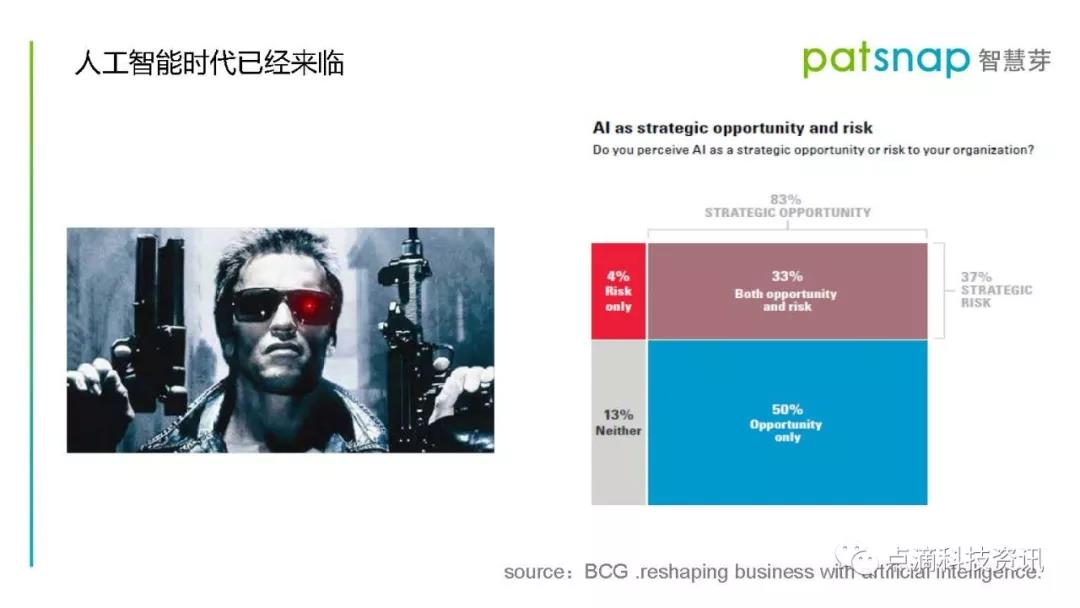 人工智能时代已经来临
patsnap 智慧芽
AI as strategic opportunity and risk
Do you perceive AI as a strategic opportunity or risk to your organization?
83%
STRATEGIC OPPORTUNITY
4%
Risk
only
33%
Both opportunity
and risk
37%
STRATEGIC
RISK
13%
Neither
50%
Opportunity
only
点滴科技资讯
source：BCG .reshaping business with artificial intelligence.